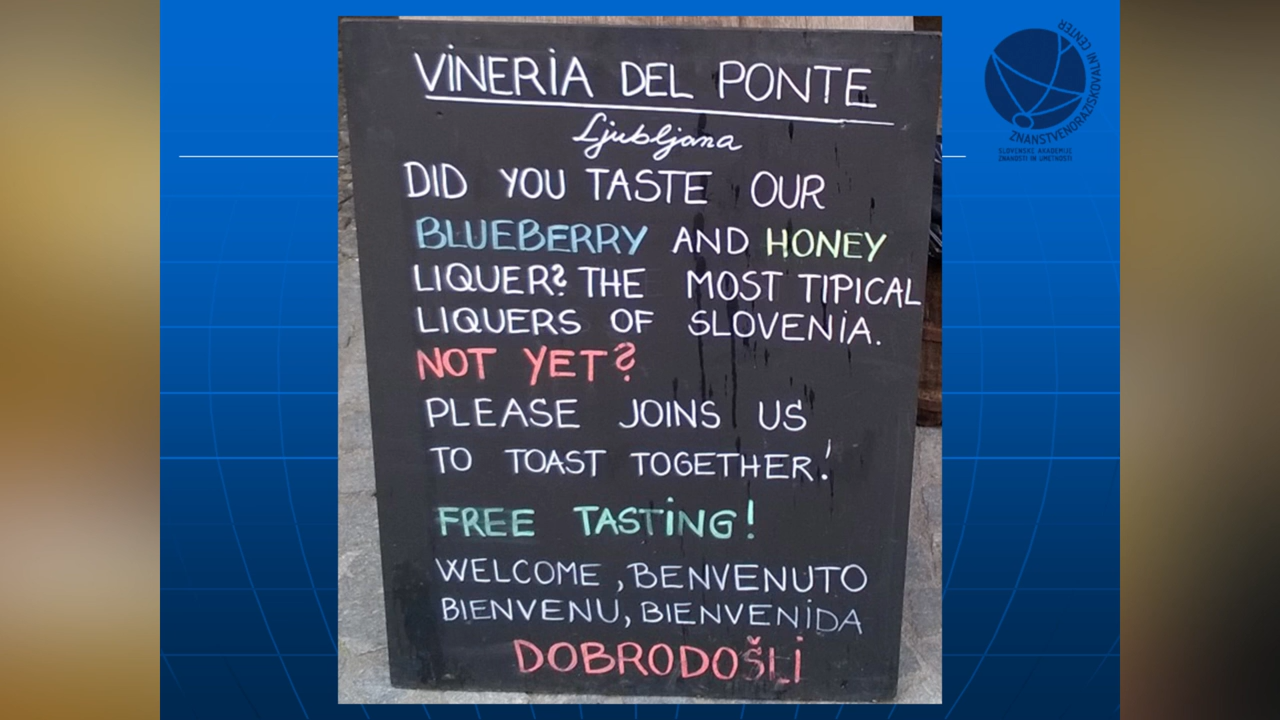 VINERIA DEL PONTE
Ljubljana
DID YOU TASTE OUR
BLUEBERRY AND HONEY
LIQUER? THE MOST TIPICAL
LIQUERS OF SLOVENIA.
NOT YET?
PLEASE JOINS US
TO TOAST TOGETHER!
FREE TASTING!
WELCOME, BENVENUTO
BIENVENU, BIENVENIDA
DOBRODOŠLI
ZNANSTVENORAZISKOVALNI CENTER
SLOVENSKE AKADEMIJE
ZNANOSTI IN UMETNOSTI